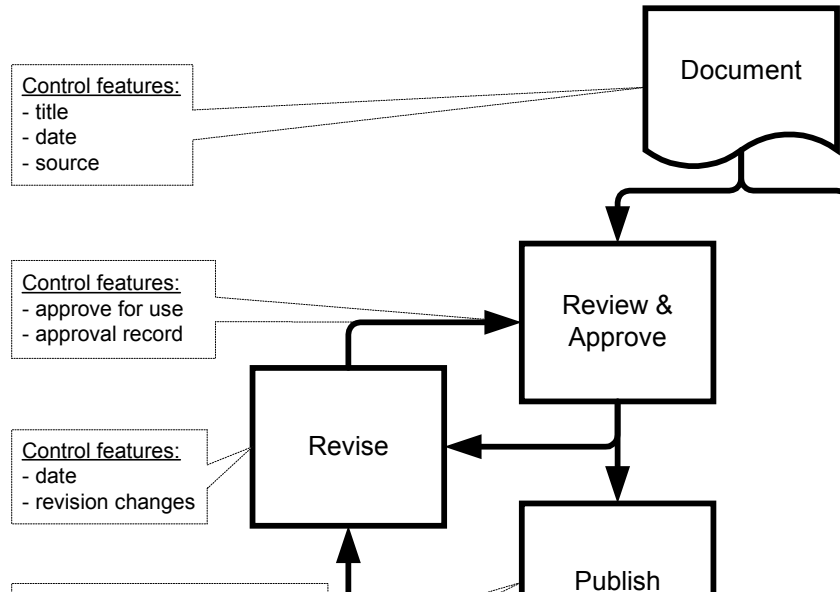 Document
Control features:
- title
- date
- source
Control features:
- approve for use
- approval record
Review &
Approve
Control features:
- date
- revision changes
Revise
Publish